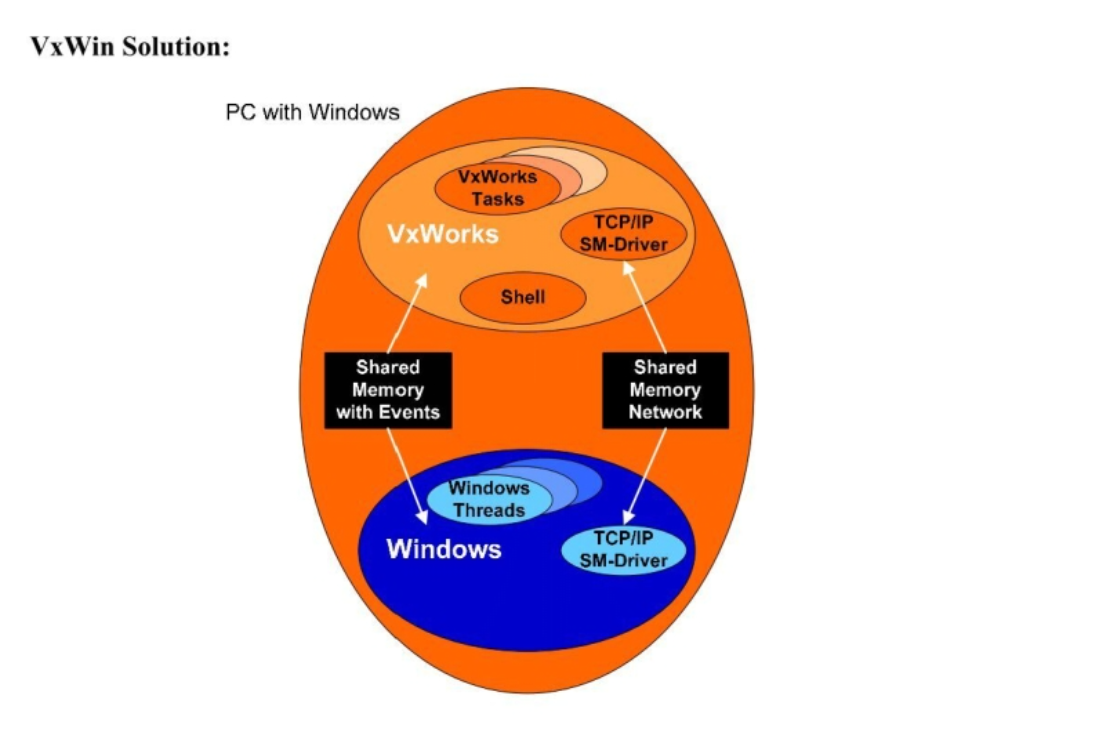 VxWin Solution:
PC with Windows
VxWorks
Tasks
VxWorks
TCP/IP
SM-Driver
Shell
Shared
Memory
with Events
Shared
Memory
Network
Windows
Threads
Windows
TCP/IP
SM-Driver